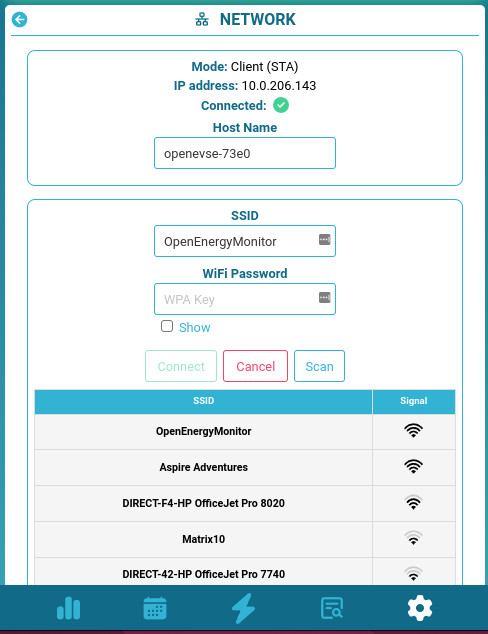 NETWORK
Mode: Client (STA)
IP address: 10.0.206.143
Connected:
Host Name
openevse-73e0
SSID
OpenEnergyMonitor
WiFi Password
WPA Key
Show
Connect Cancel Scan
SSID Signal
OpenEnergyMonitor
Aspire Adventures
DIRECT-F4-HP OfficeJet Pro 8020
Matrix10
DIRECT-42-HP OfficeJet Pro 7740